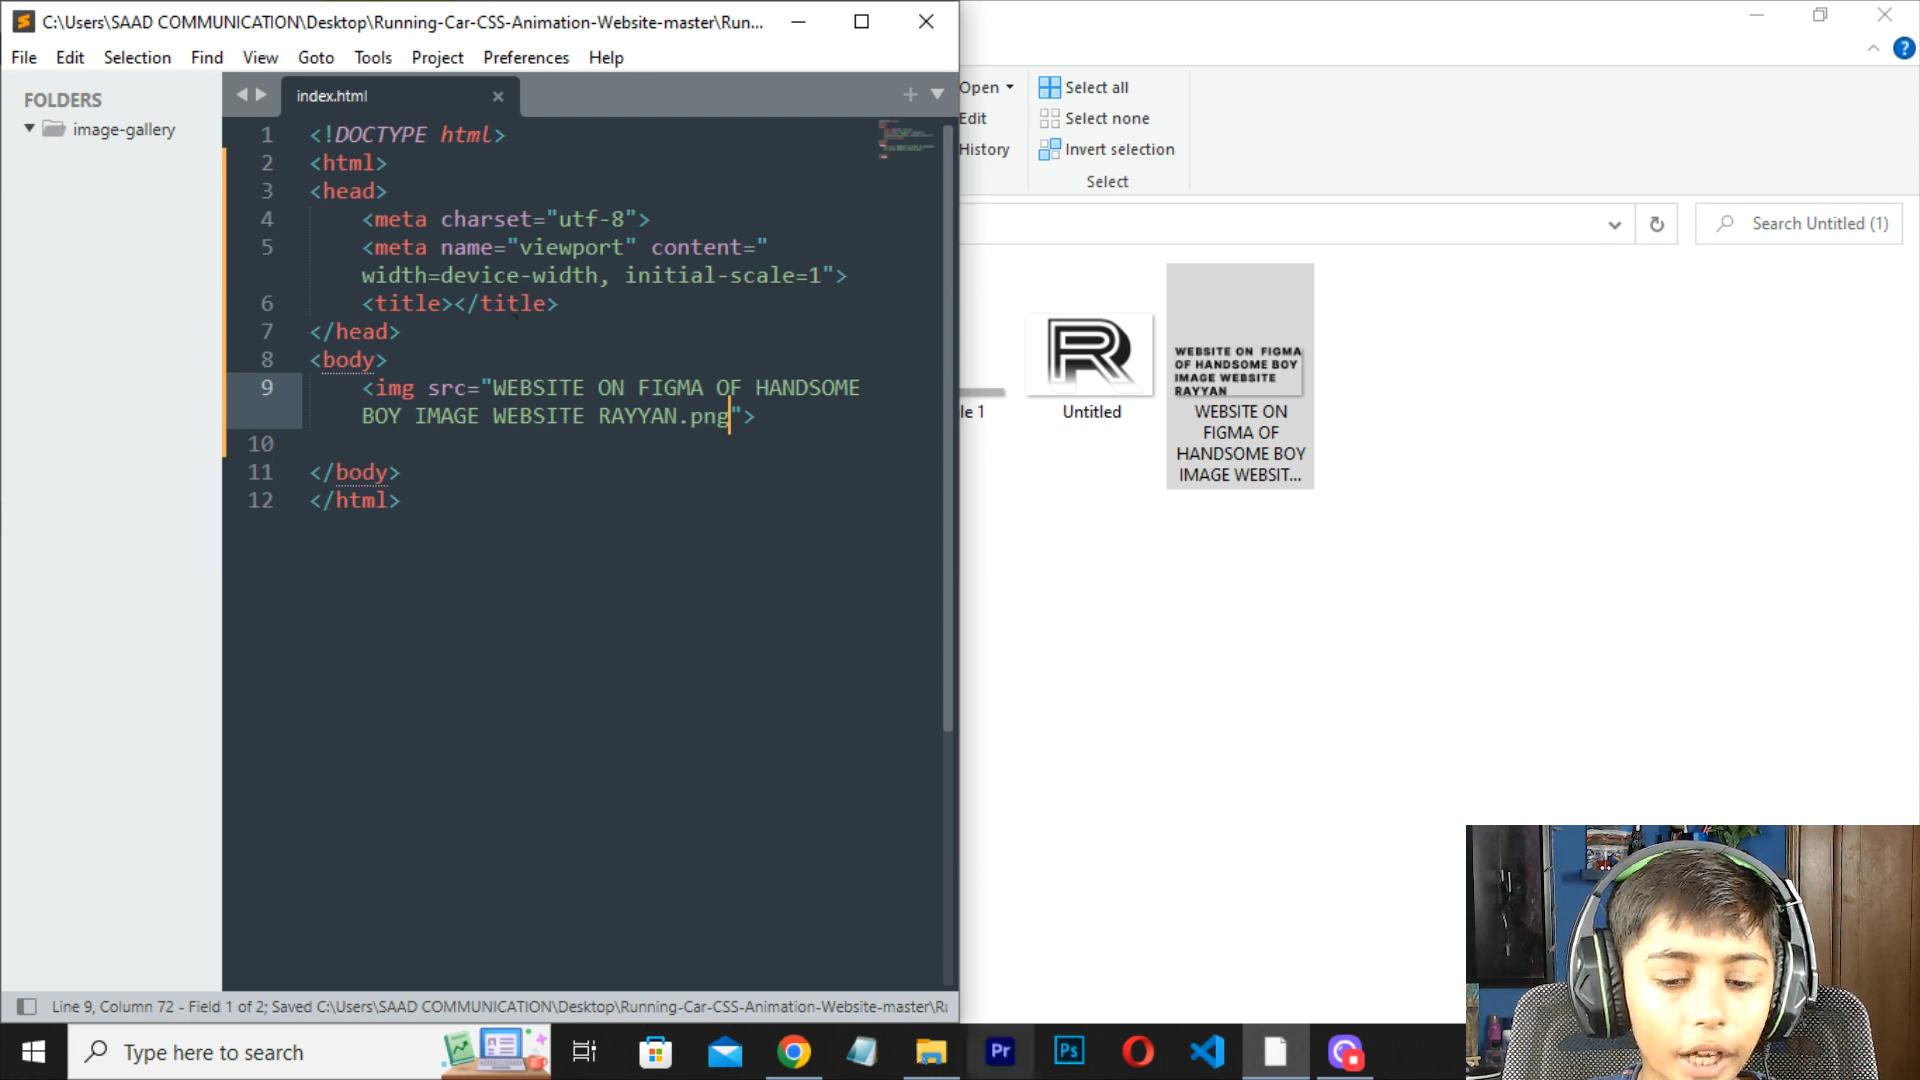 C:\Users\SAAD COMMUNICATION\Desktop\Running-Car-CSS-Animation-Website-master\Run...
File Edit Selection Find View Goto Tools Project Preferences Help
FOLDERS
image-gallery
index.html
1 <!DOCTYPE html>
2 <html>
3 <head>
4 <meta charset="utf-8">
5 <meta name="viewport" content="
width=device-width, initial-scale=1">
6 <title></title>
7 </head>
8 <body>
9 <img src="WEBSITE ON FIGMA OF HANDSOME
BOY IMAGE WEBSITE RAYYAN.png">
10
11 </body>
12 </html>
Line 9, Column 72 - Field 1 of 2; Saved C:\Users\SAAD COMMUNICATION\Desktop\Running-Car-CSS-Animation-Website-master\Ru
Open
Edit
History
Select all
Select none
Invert selection
Select
Search Untitled (1)
le 1
R
Untitled
WEBSITE ON FIGMA
OF HANDSOME BOY
IMAGE WEBSITE
RAYYAN
WEBSITE ON
FIGMA OF
HANDSOME BOY
IMAGE WEBSIT...
Type here to search
Pr
Ps